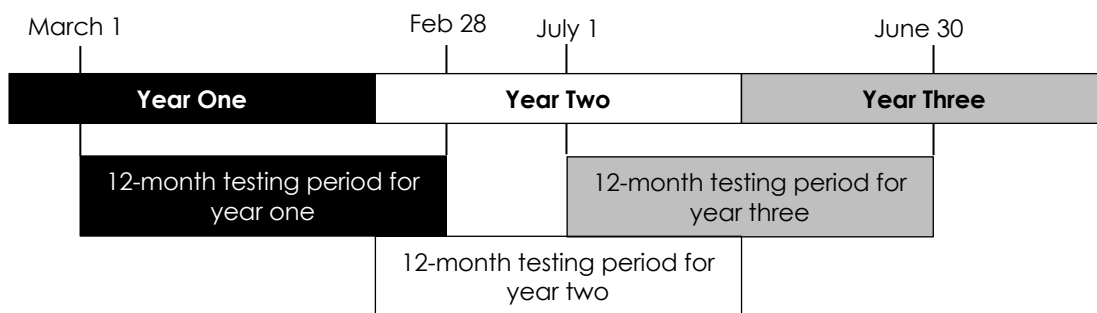 March 1
Feb 28
July 1
June 30
Year One
Year Two
Year Three
12-month testing period for
year one
12-month testing period for
year three
12-month testing period for
year two